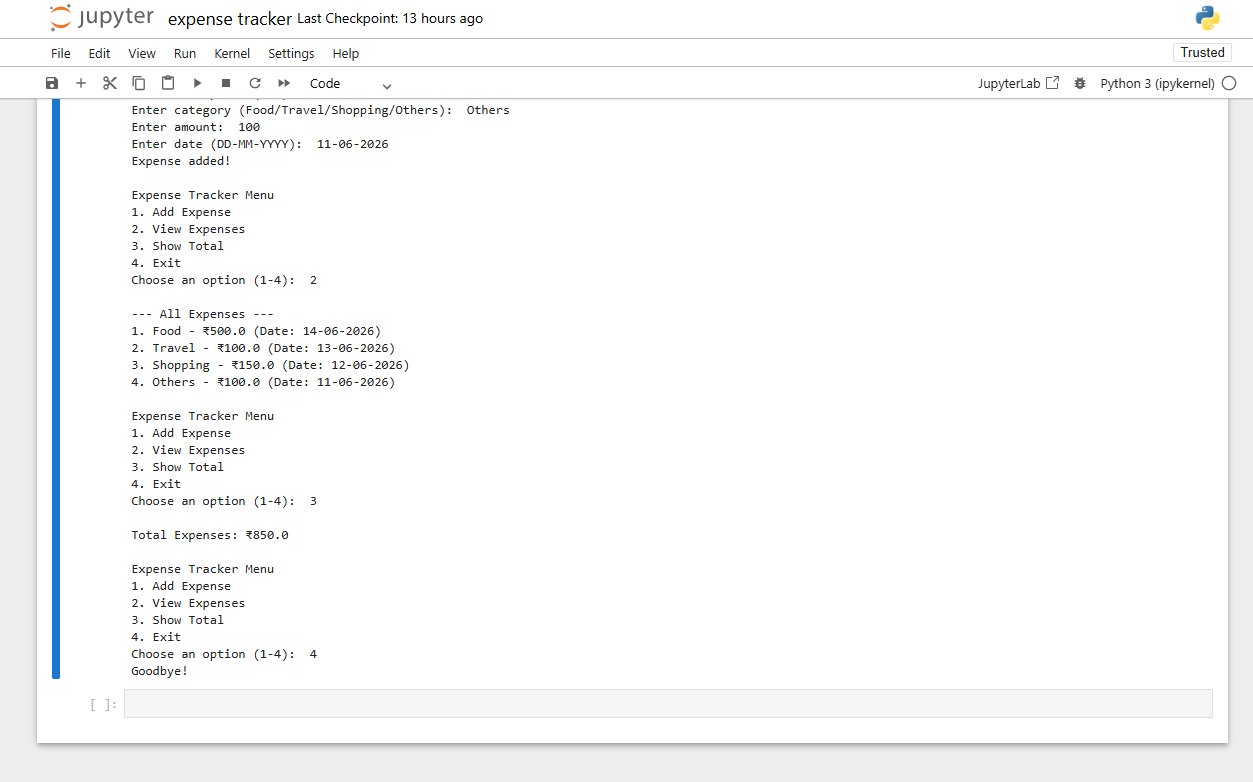 jupyter expense tracker Last Checkpoint: 13 hours ago
File Edit View Run Kernel Settings Help
Trusted
Code
JupyterLab
Python 3 (ipykernel)
Enter category (Food/Travel/Shopping/Others): Others
Enter amount: 100
Enter date (DD-MM-YYYY): 11-06-2026
Expense added!
Expense Tracker Menu
1. Add Expense
2. View Expenses
3. Show Total
4. Exit
Choose an option (1-4): 2
--- All Expenses ---
1. Food - ₹500.0 (Date: 14-06-2026)
2. Travel - ₹100.0 (Date: 13-06-2026)
3. Shopping - ₹150.0 (Date: 12-06-2026)
4. Others - ₹100.0 (Date: 11-06-2026)
Expense Tracker Menu
1. Add Expense
2. View Expenses
3. Show Total
4. Exit
Choose an option (1-4): 3
Total Expenses: ₹850.0
Expense Tracker Menu
1. Add Expense
2. View Expenses
3. Show Total
4. Exit
Choose an option (1-4): 4
Goodbye!
[ ]: